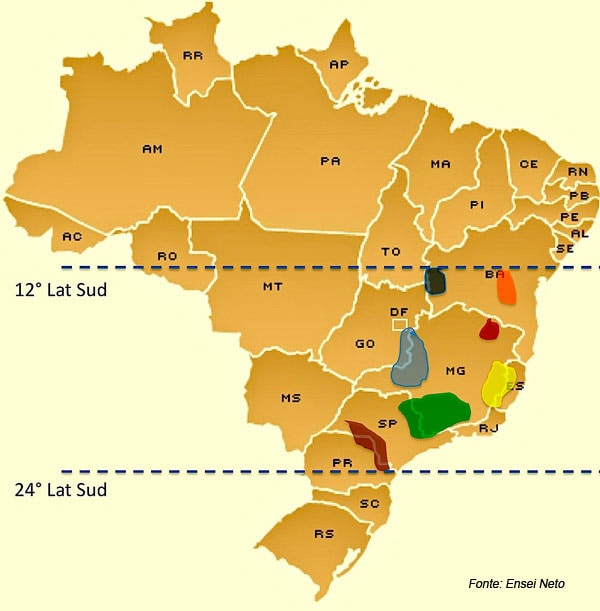 RR
AP
AM
PA
MA
CE
RN
PB
PI
PE
AL
SE
AC
RO
TO
BA
12° Lat Sud
MT
DF
GO
MG
ES
MS
SP
RJ
PR
24° Lat Sud
SC
RS
Fonte: Ensei Neto